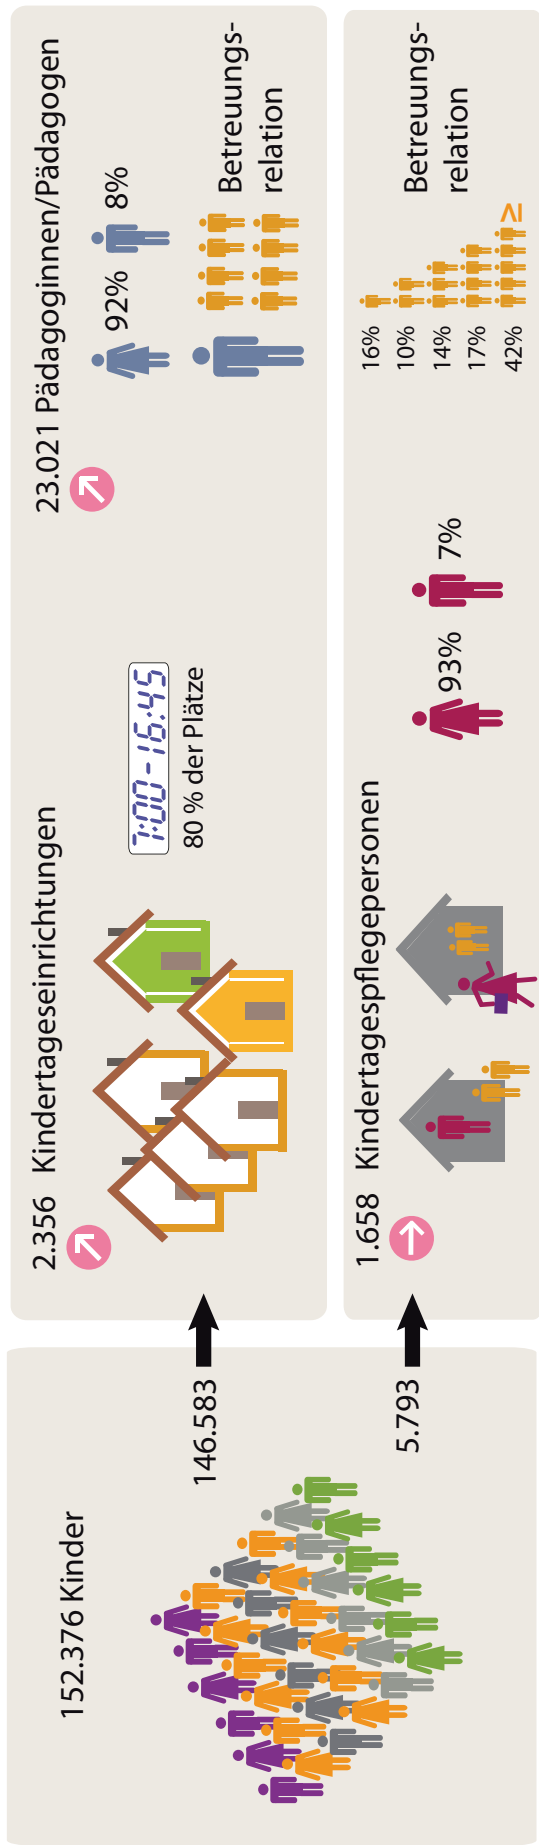 152.376 Kinder
146.583
5.793
2.356 Kindertageseinrichtungen
7:00-16:45
80 % der Plätze
23.021 Pädagoginnen/Pädagogen
92%
8%
Betreuungs-
relation
1.658 Kindertagespflegepersonen
93%
7%
16%
10%
14%
17%
42%
≥
Betreuungs-
relation